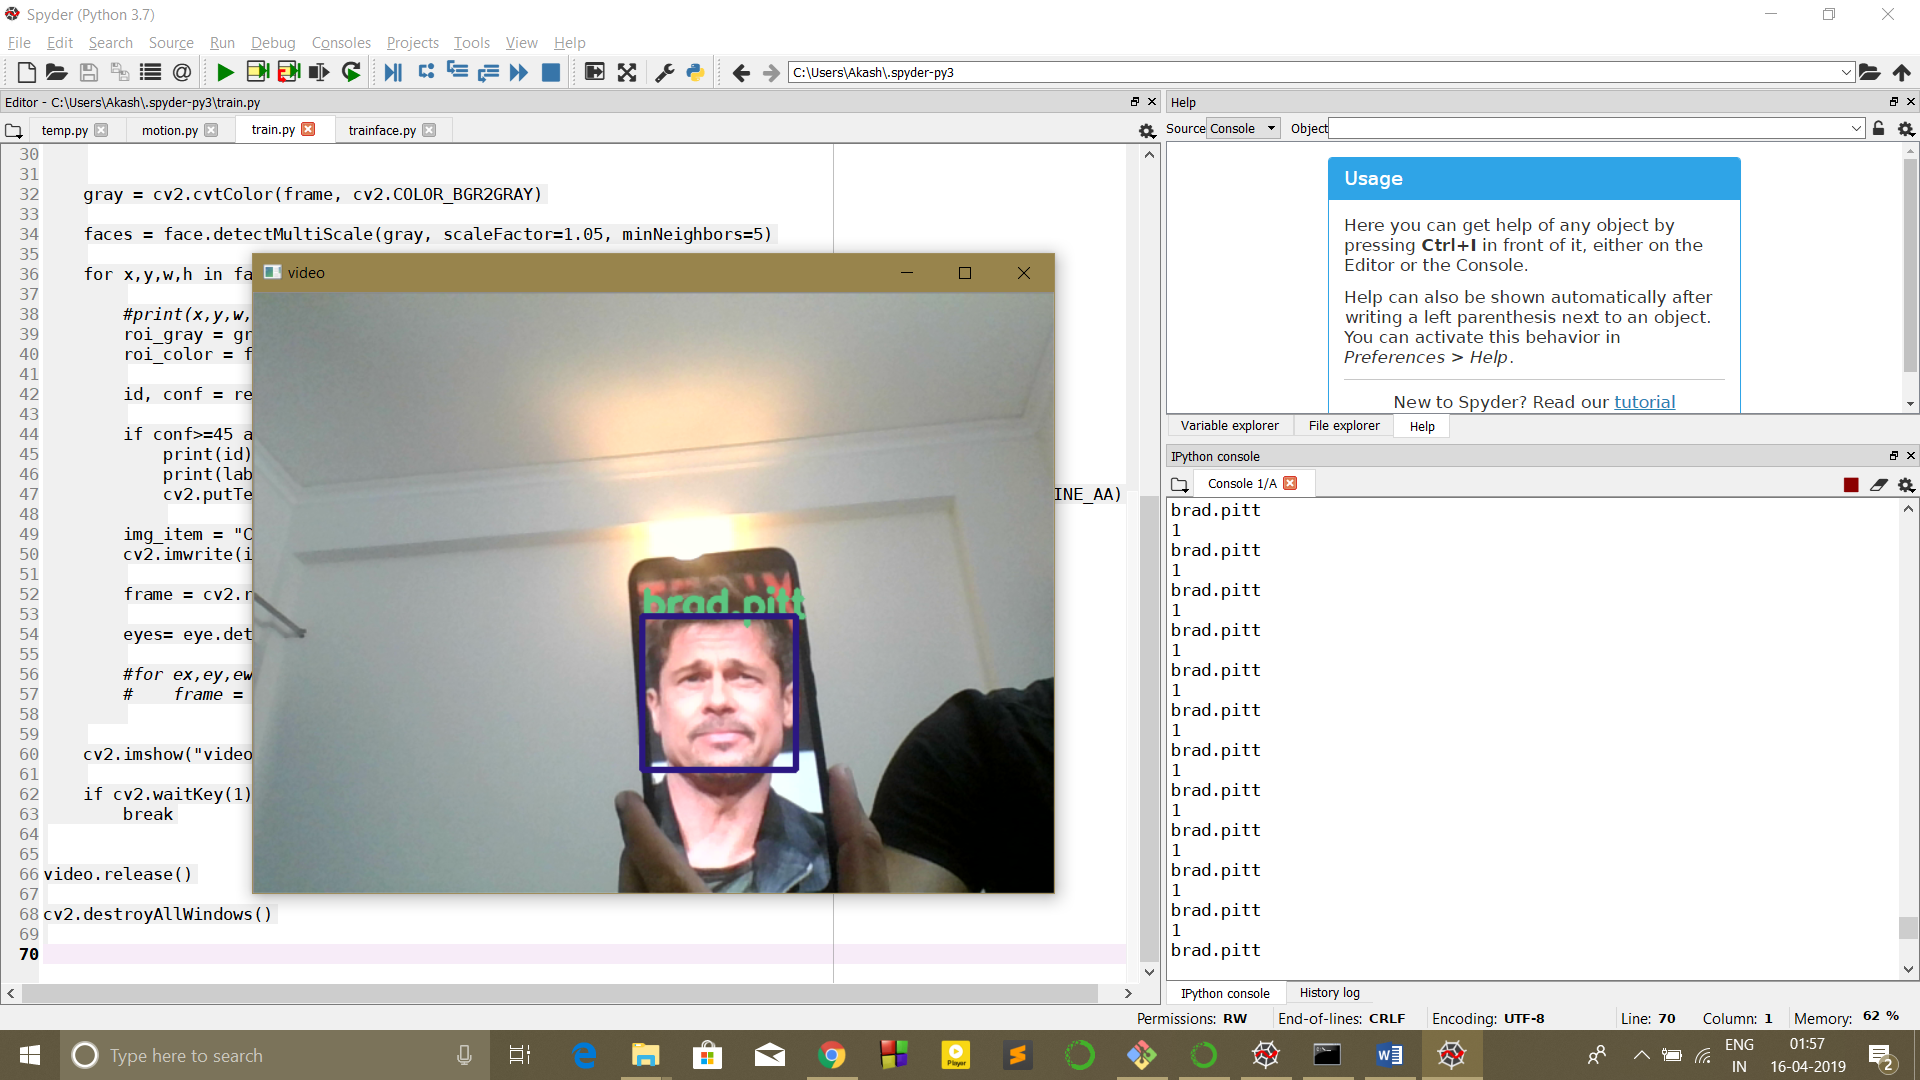 Spyder (Python 3.7)
File Edit Search Source Run Debug Consoles Projects Tools View Help
C:\Users\Akash\.spyder-py3
Editor - C:\Users\Akash\.spyder-py3\train.py
temp.py motion.py train.py trainface.py
30
31
32 gray = cv2.cvtColor(frame, cv2.COLOR_BGR2GRAY)
33
34 faces = face.detectMultiScale(gray, scaleFactor=1.05, minNeighbors=5)
35
36 for x,y,w,h in fa
37
38 #print(x,y,w,
39 roi_gray = gr
40 roi_color = f
41
42 id, conf = re
43
44 if conf>=45 a
45 print(id)
46 print(lab
47 cv2.putTe INE_AA)
48
49 img_item = "C
50 cv2.imwrite(i
51
52 frame = cv2.r
53
54 eyes= eye.det
55
56 #for ex,ey,ew
57 # frame =
58
59
60 cv2.imshow("video
61
62 if cv2.waitKey(1)
63 break
64
65
66 video.release()
67
68 cv2.destroyAllWindows()
69
70
video
brad.pitt
Help
Source Console Object
Usage
Here you can get help of any object by
pressing Ctrl+I in front of it, either on the
Editor or the Console.
Help can also be shown automatically after
writing a left parenthesis next to an object.
You can activate this behavior in
Preferences > Help.
New to Spyder? Read our tutorial
Variable explorer File explorer Help
IPython console
Console 1/A
brad.pitt
1
brad.pitt
1
brad.pitt
1
brad.pitt
1
brad.pitt
1
brad.pitt
1
brad.pitt
1
brad.pitt
1
brad.pitt
1
brad.pitt
1
brad.pitt
1
brad.pitt
IPython console History log
Permissions: RW End-of-lines: CRLF Encoding: UTF-8 Line: 70 Column: 1 Memory: 62 %
Type here to search
Player
ENG
IN
01:57
16-04-2019
2